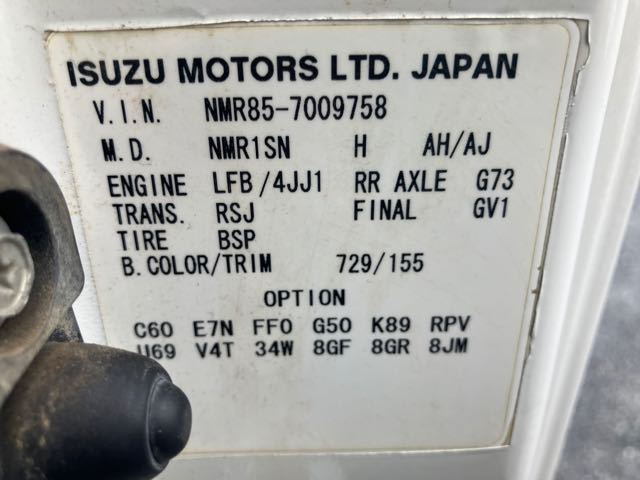 ISUZU MOTORS LTD. JAPAN
V.I.N. NMR85-7009758
M.D. NMR1SN H AH/AJ
ENGINE LFB/4JJ1 RR AXLE G73
TRANS. RSJ FINAL GV1
TIRE BSP
B.COLOR/TRIM 729/155
OPTION
C60 E7N FF0 G50 K89 RPV
U69 V4T 34W 8GF 8GR 8JM